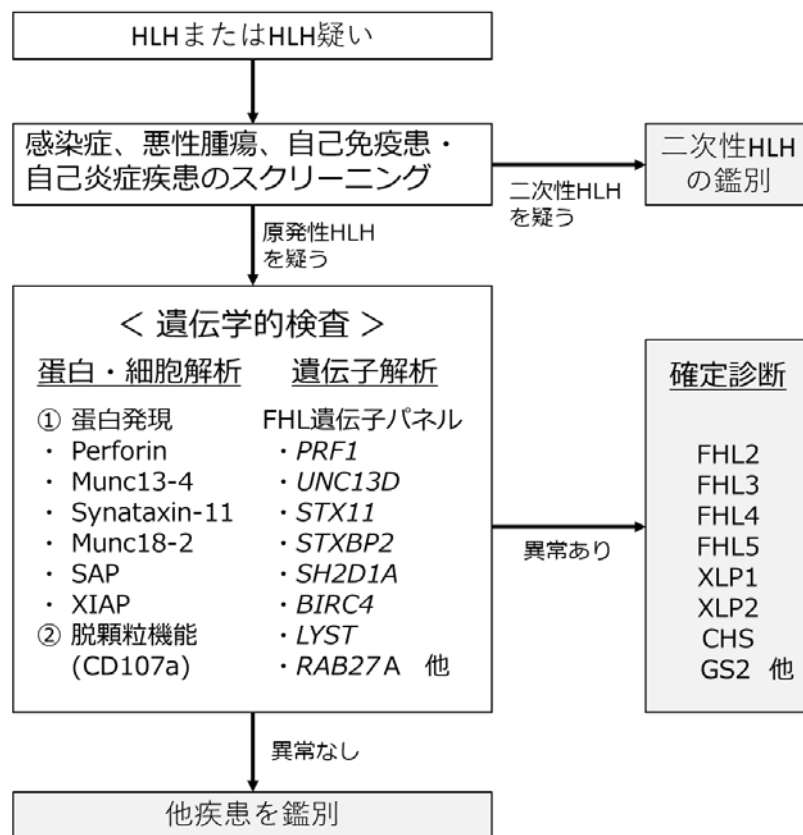 HLHまたはHLH疑い
感染症、悪性腫瘍、自己免疫患・
自己炎症疾患のスクリーニング
二次性HLH
の鑑別
二次性HLH
を疑う
原発性HLH
を疑う
＜ 遺伝学的検査 ＞
蛋白・細胞解析
① 蛋白発現
・ Perforin
・ Munc13-4
・ Synataxin-11
・ Munc18-2
・ SAP
・ XIAP
② 脱顆粒機能
(CD107a)
遺伝子解析
FHL遺伝子パネル
・PRF1
・UNC13D
・STX11
・STXBP2
・SH2D1A
・BIRC4
・LYST
・RAB27A 他
異常あり
確定診断
FHL2
FHL3
FHL4
FHL5
XLP1
XLP2
CHS
GS2 他
異常なし
他疾患を鑑別